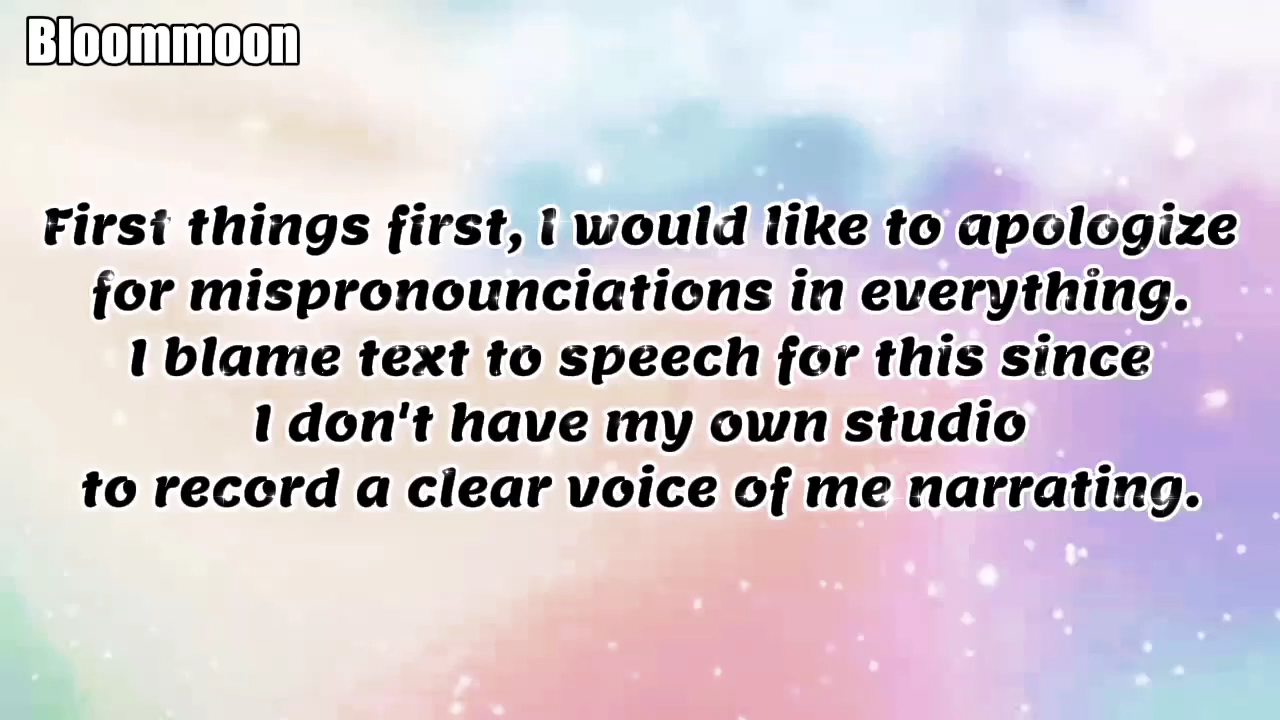 Bloommoon
First things first, I would like to apologize
for mispronounciations in everything.
I blame text to speech for this since
I don't have my own studio
to record a clear voice of me narrating.